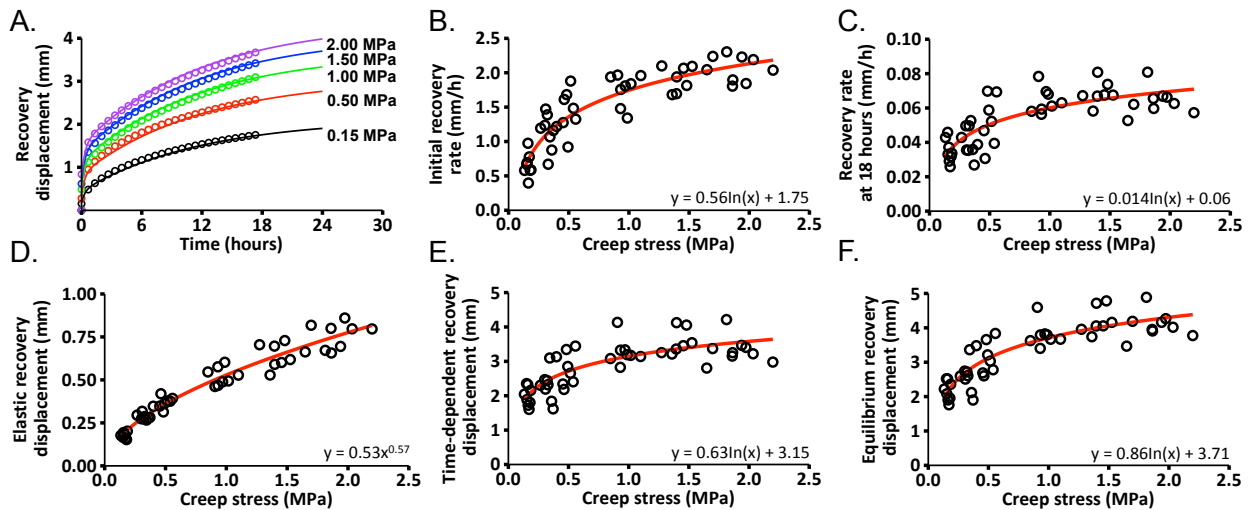 A.
Recovery
displacement (mm)
4
3
2
1
6
12
18
24
30
Time (hours)
2.00 MPa
1.50 MPa
1.00 MPa
0.50 MPa
0.15 MPa
B.
Initial recovery
rate (mm/h)
2.5
2.0
1.5
1.0
0.5
0.0
0.0
0.5
1.0
1.5
2.0
2.5
Creep stress (MPa)
y = 0.56ln(x) + 1.75
C.
Recovery rate
at 18 hours (mm/h)
0.10
0.08
0.06
0.04
0.02
0.00
0.0
0.5
1.0
1.5
2.0
2.5
Creep stress (MPa)
y = 0.014ln(x) + 0.06
D.
Elastic recovery
displacement (mm)
1.00
0.75
0.50
0.25
0.00
0.0
0.5
1.0
1.5
2.0
2.5
Creep stress (MPa)
y = 0.53x^0.57
E.
Time-dependent recovery
displacement (mm)
5
4
3
2
1
0
0.0
0.5
1.0
1.5
2.0
2.5
Creep stress (MPa)
y = 0.63ln(x) + 3.15
F.
Equilibrium recovery
displacement (mm)
5
4
3
2
1
0
0.0
0.5
1.0
1.5
2.0
2.5
Creep stress (MPa)
y = 0.86ln(x) + 3.71